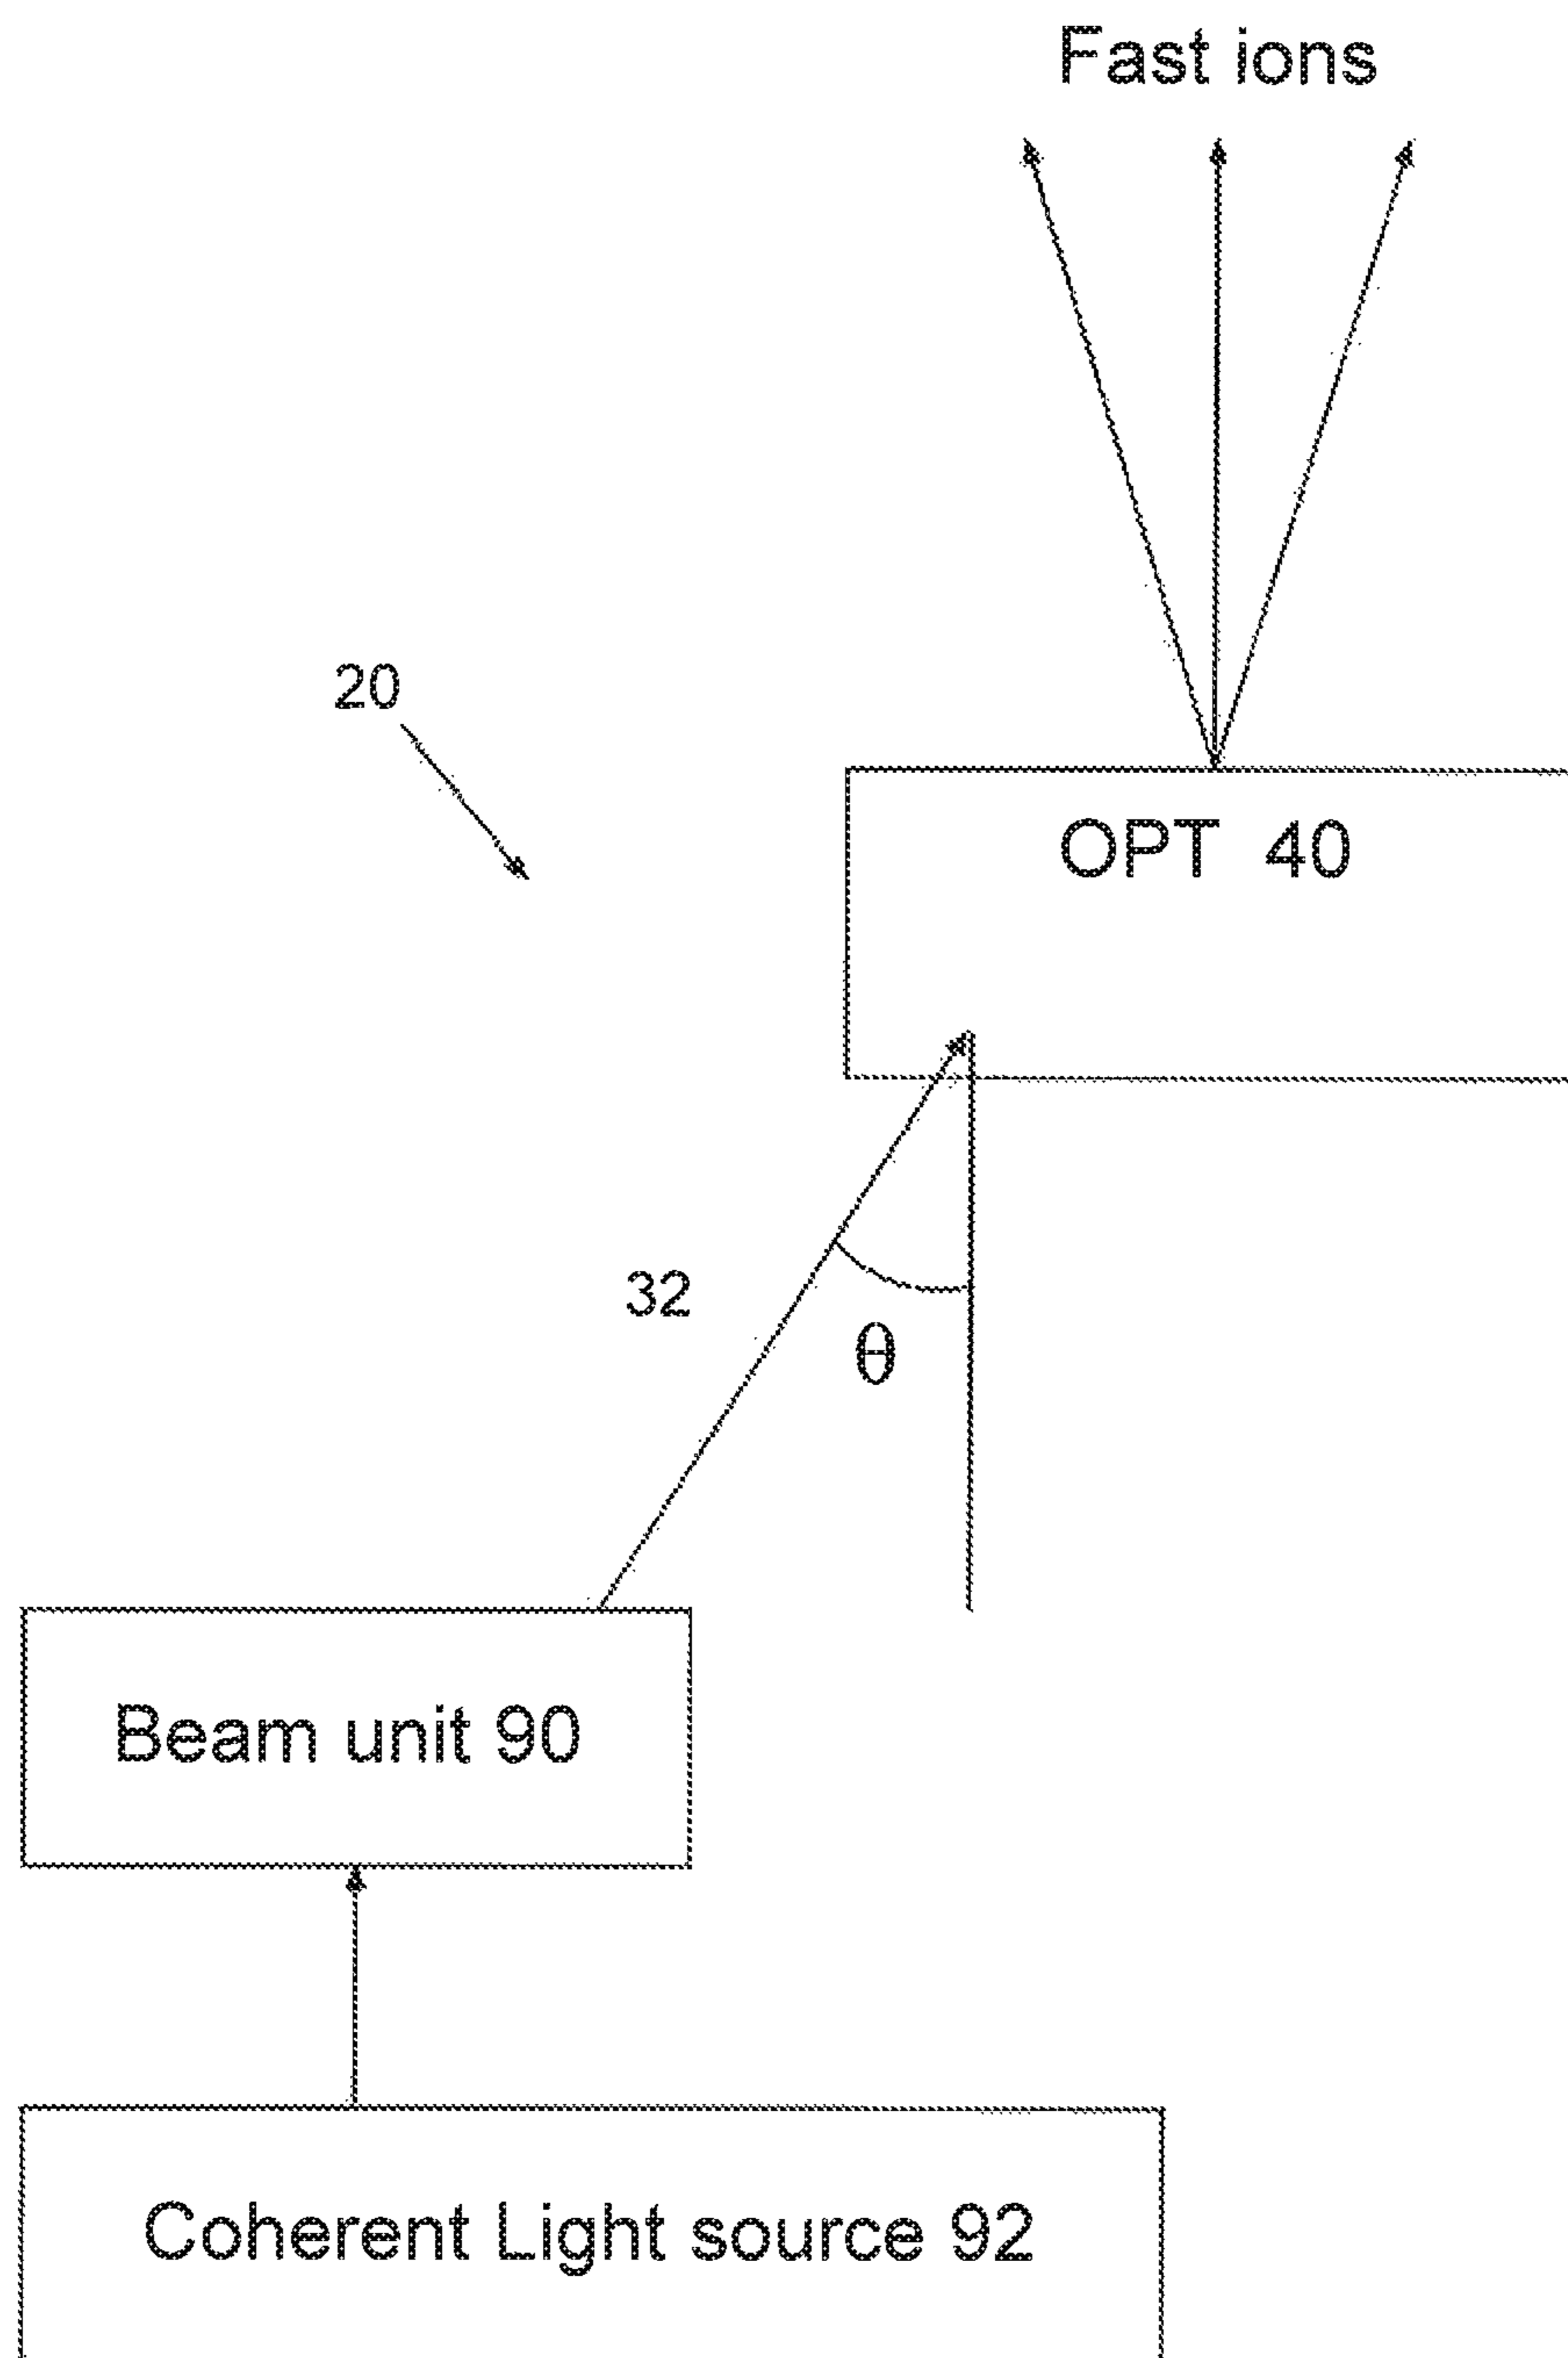 Fast ions
20
OPT 40
32
θ
Beam unit 90
Coherent Light source 92